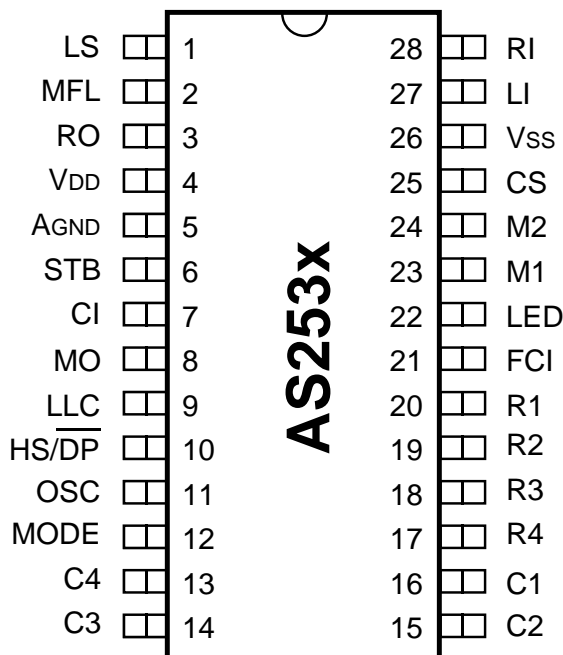 LS 1 28 RI
MFL 2 27 LI
RO 3 26 VSS
VDD 4 25 CS
AGND 5 24 M2
STB 6 23 M1
CI 7 22 LED
MO 8 21 FCI
LLC 9 20 R1
HS/D̅P̅ 10 19 R2
OSC 11 18 R3
MODE 12 17 R4
C4 13 16 C1
C3 14 15 C2
AS253x